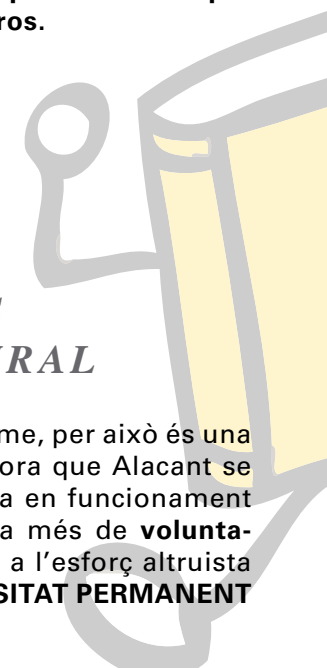 ros.
RAL
me, per això és una
ora que Alacant se
a en funcionament
a més de volunta-
a l'esforç altruista
SITAT PERMANENT